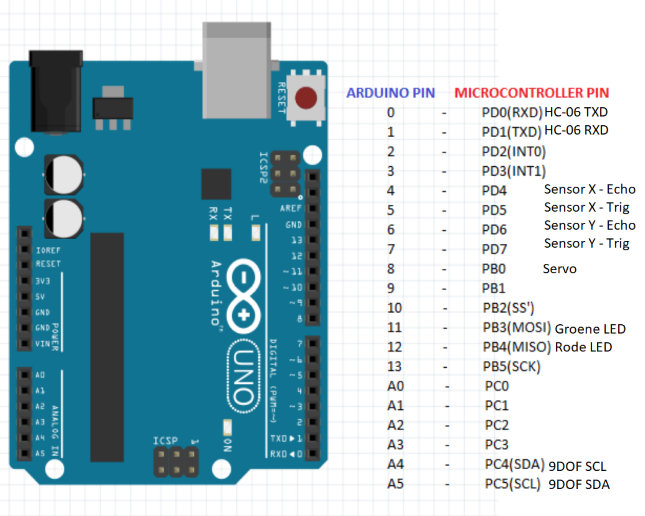 RESET
ICSP2
AREF
GND
13
12
~11
~10
~9
8
7
~6
~5
4
~3
2
TXD▶1
RXD◀0
RX
TX
L
IOREF
RESET
3V3
5V
GND
GND
VIN
POWER
A0
A1
A2
A3
A4
A5
ANALOG IN
Arduino™
UNO
DIGITAL (PWM=~)
ON
ICSP
1
ARDUINO PIN MICROCONTROLLER PIN
0 - PD0(RXD) HC-06 TXD
1 - PD1(TXD) HC-06 RXD
2 - PD2(INT0)
3 - PD3(INT1)
4 - PD4 Sensor X - Echo
5 - PD5 Sensor X - Trig
6 - PD6 Sensor Y - Echo
7 - PD7 Sensor Y - Trig
8 - PB0 Servo
9 - PB1
10 - PB2(SS')
11 - PB3(MOSI) Groene LED
12 - PB4(MISO) Rode LED
13 - PB5(SCK)
A0 - PC0
A1 - PC1
A2 - PC2
A3 - PC3
A4 - PC4(SDA) 9DOF SCL
A5 - PC5(SCL) 9DOF SDA